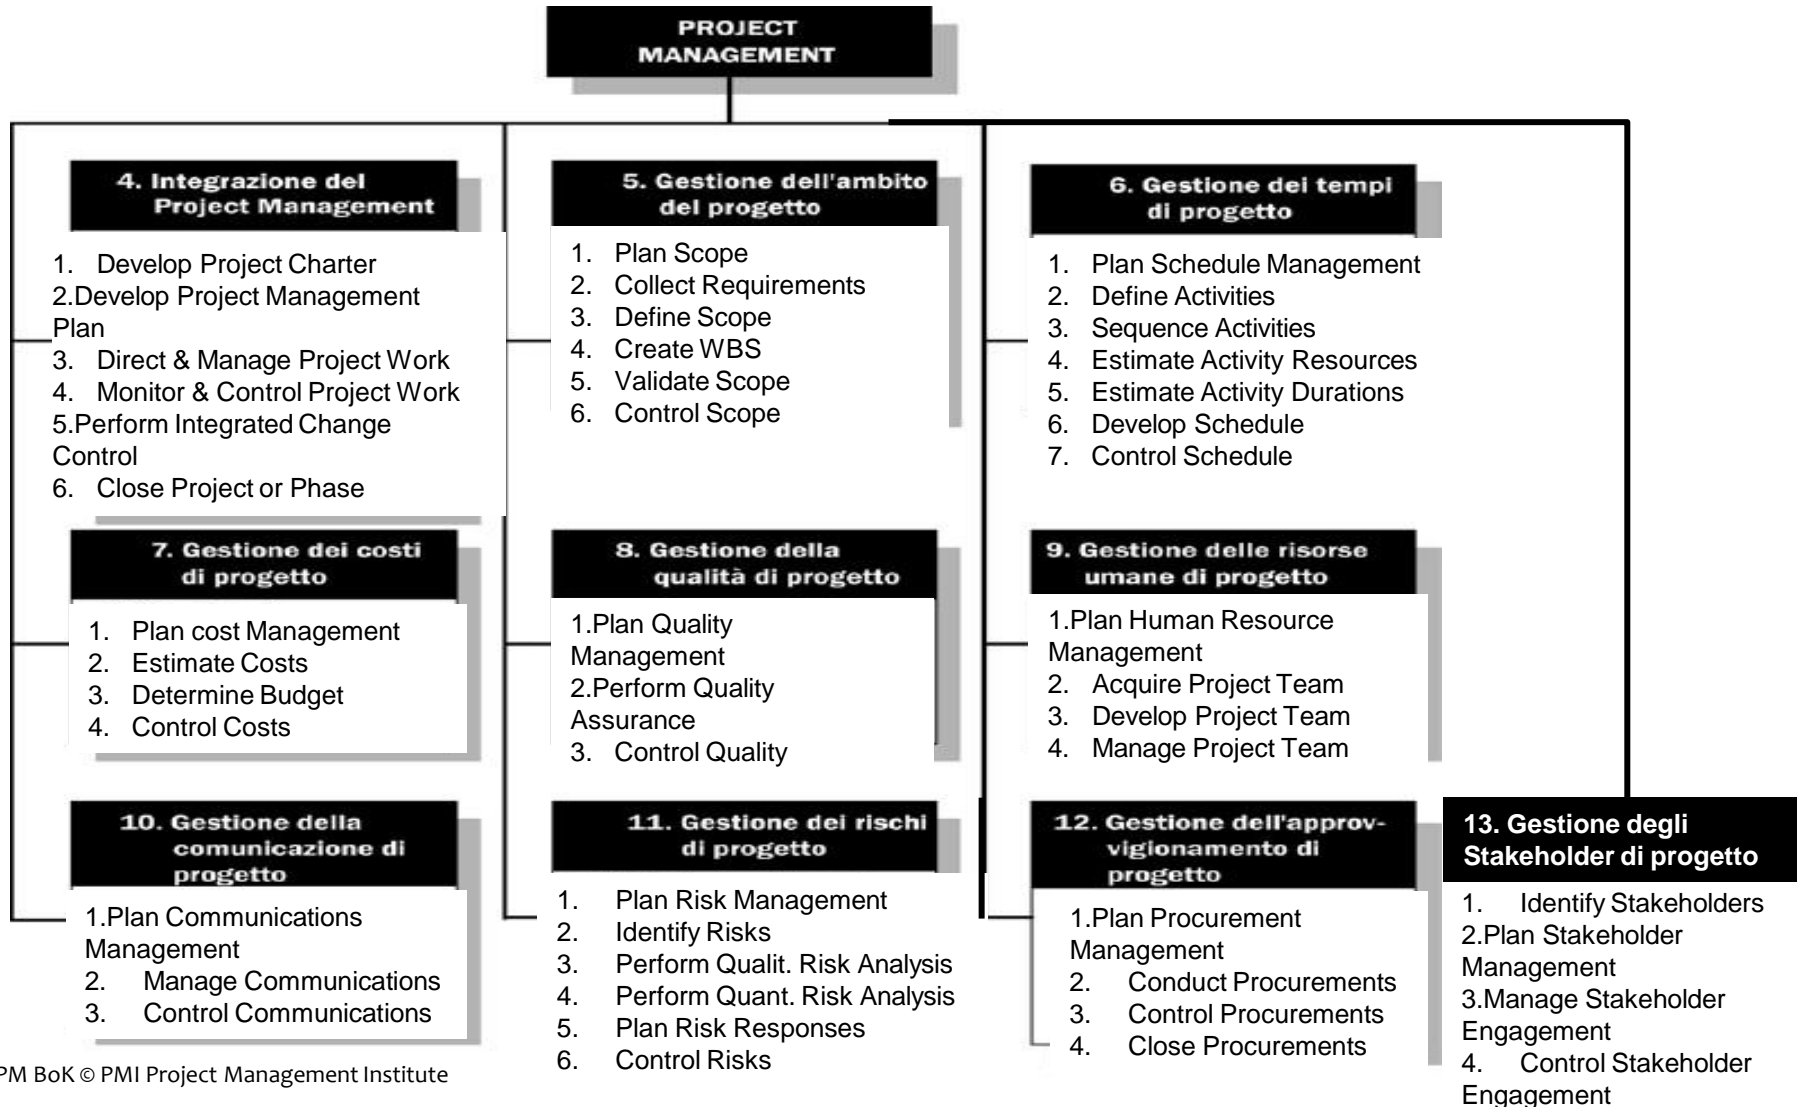 PROJECT
MANAGEMENT
4. Integrazione del
Project Management
1. Develop Project Charter
2.Develop Project Management
Plan
3. Direct & Manage Project Work
4. Monitor & Control Project Work
5.Perform Integrated Change
Control
6. Close Project or Phase
5. Gestione dell'ambito
del progetto
1. Plan Scope
2. Collect Requirements
3. Define Scope
4. Create WBS
5. Validate Scope
6. Control Scope
6. Gestione dei tempi
di progetto
1. Plan Schedule Management
2. Define Activities
3. Sequence Activities
4. Estimate Activity Resources
5. Estimate Activity Durations
6. Develop Schedule
7. Control Schedule
7. Gestione dei costi
di progetto
1. Plan cost Management
2. Estimate Costs
3. Determine Budget
4. Control Costs
8. Gestione della
qualità di progetto
1.Plan Quality
Management
2.Perform Quality
Assurance
3. Control Quality
9. Gestione delle risorse
umane di progetto
1.Plan Human Resource
Management
2. Acquire Project Team
3. Develop Project Team
4. Manage Project Team
10. Gestione della
comunicazione di
progetto
1.Plan Communications
Management
2. Manage Communications
3. Control Communications
11. Gestione dei rischi
di progetto
1. Plan Risk Management
2. Identify Risks
3. Perform Qualit. Risk Analysis
4. Perform Quant. Risk Analysis
5. Plan Risk Responses
6. Control Risks
12. Gestione dell'approv-
vigionamento di
progetto
1.Plan Procurement
Management
2. Conduct Procurements
3. Control Procurements
4. Close Procurements
13. Gestione degli
Stakeholder di progetto
1. Identify Stakeholders
2.Plan Stakeholder
Management
3.Manage Stakeholder
Engagement
4. Control Stakeholder
Engagement
PM BoK © PMI Project Management Institute